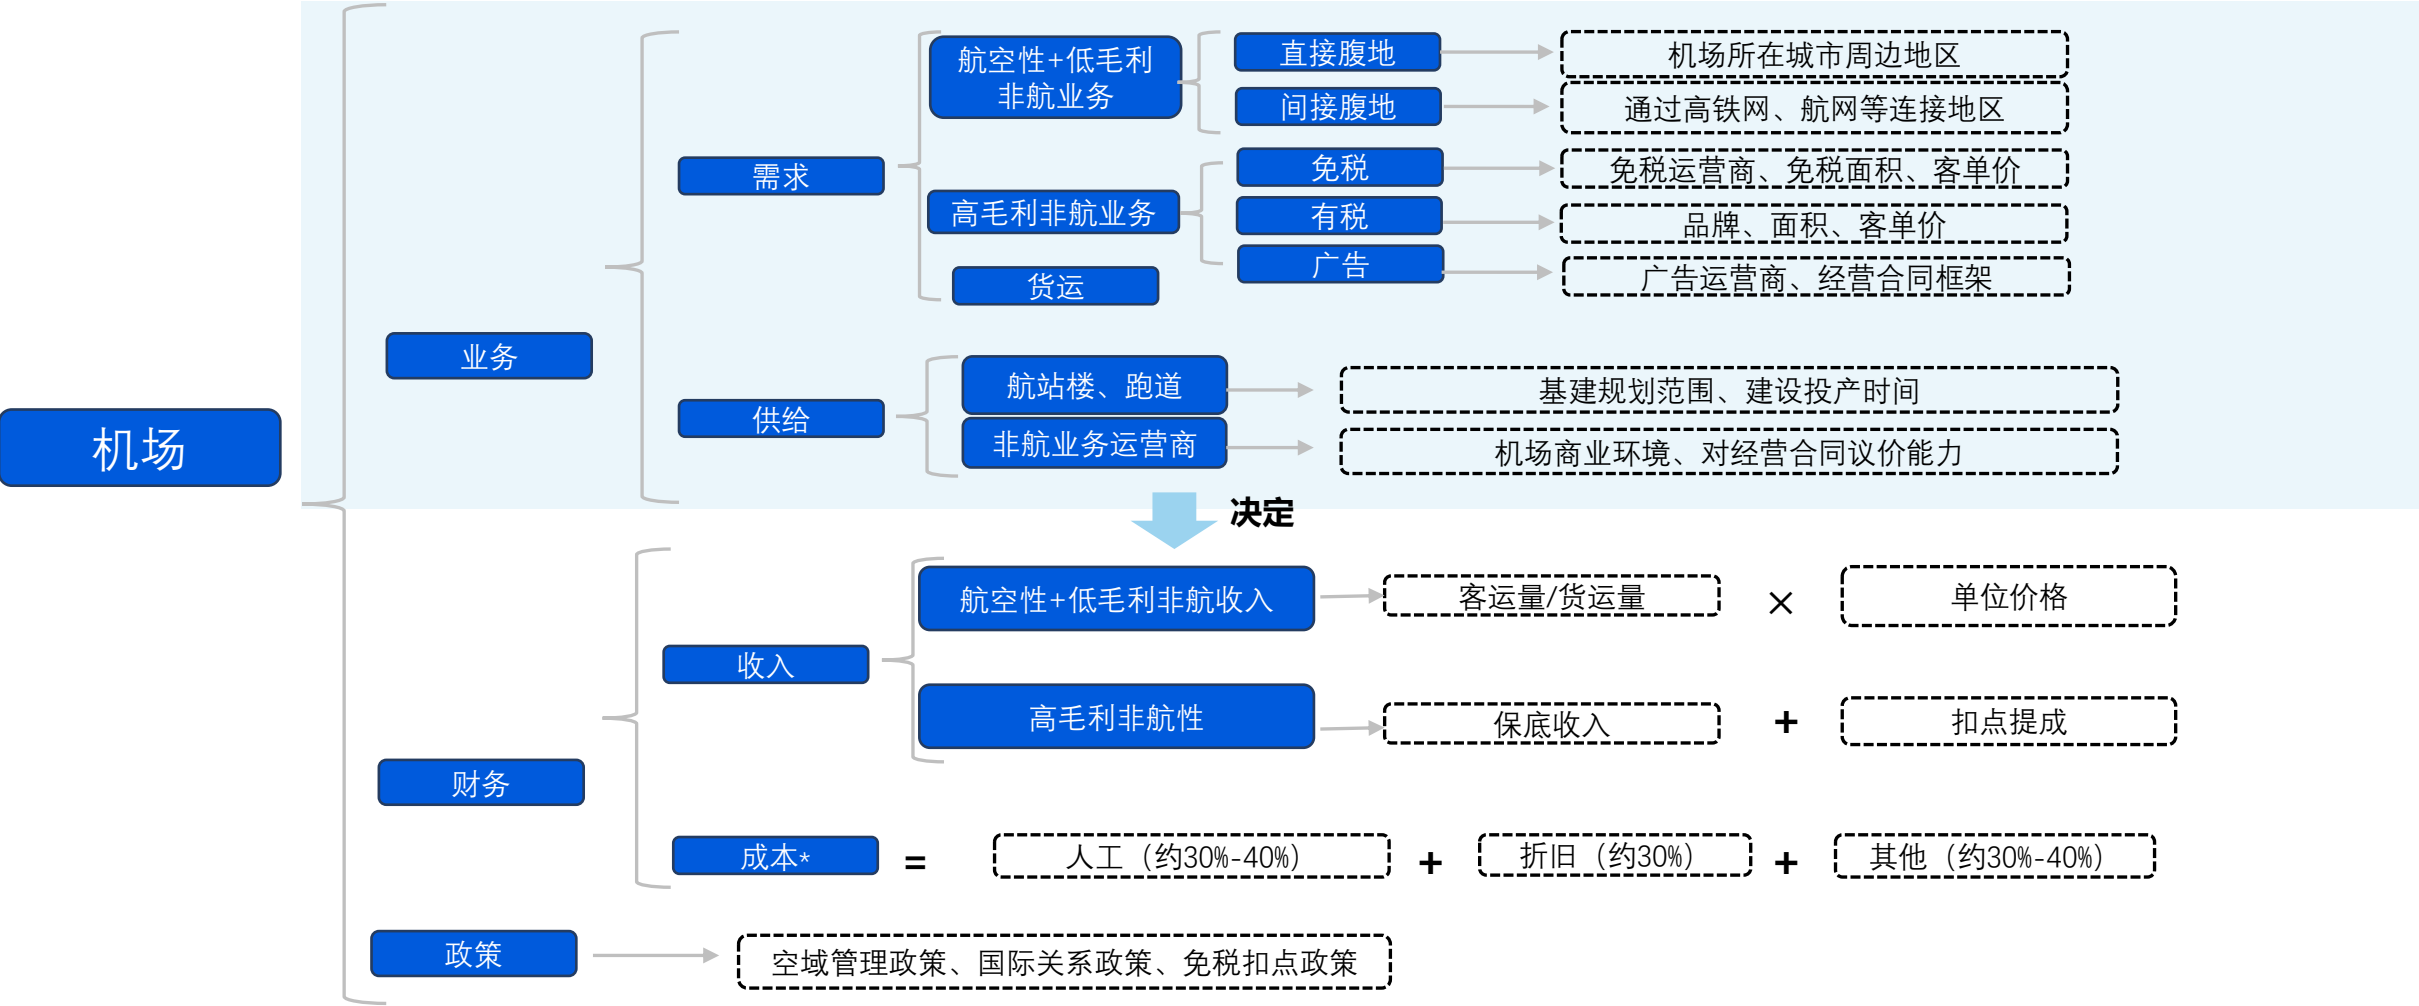 机场
业务
需求
航空性+低毛利
非航业务
直接腹地
机场所在城市周边地区
间接腹地
通过高铁网、航网等连接地区
高毛利非航业务
免税
免税运营商、免税面积、客单价
有税
品牌、面积、客单价
广告
广告运营商、经营合同框架
货运
供给
航站楼、跑道
基建规划范围、建设投产时间
非航业务运营商
机场商业环境、对经营合同议价能力
决定
财务
收入
航空性+低毛利非航收入
客运量/货运量
×
单位价格
高毛利非航性
保底收入
+
扣点提成
成本*
=
人工（约30%-40%）
+
折旧（约30%）
+
其他（约30%-40%）
政策
空域管理政策、国际关系政策、免税扣点政策